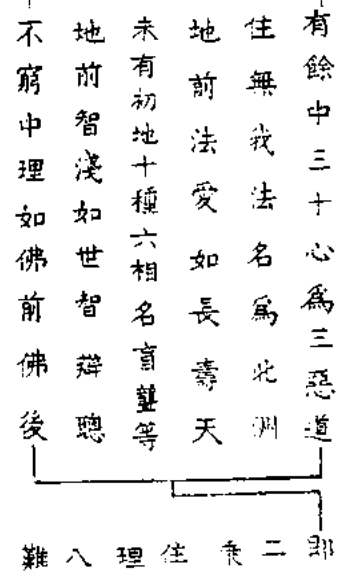 有餘中三十心為三惡道
住無我法名為北洲
地前法愛如長壽天
未有初地十種六相名盲聾等
地前智淺如世智辯聰
不窮中理如佛前佛後
即二乘住理八難